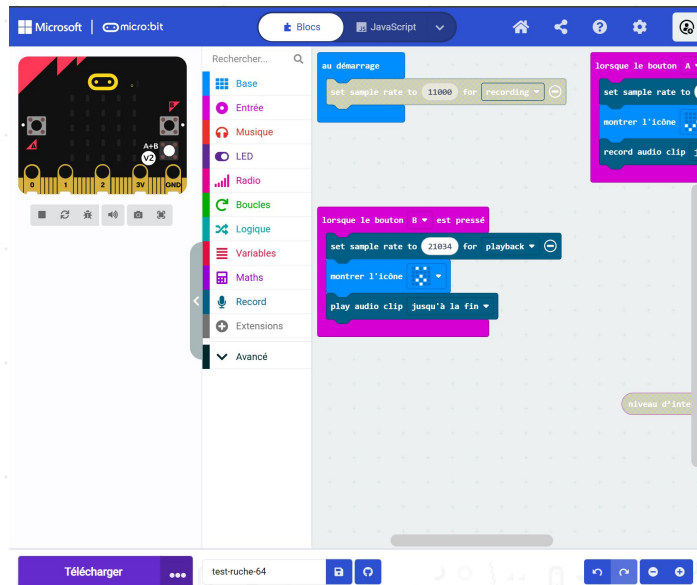 Microsoft
micro:bit
Blocs
JavaScript
A
B
A+B
V2
0 1 2 3V GND
Rechercher...
Base
Entrée
Musique
LED
Radio
Boucles
Logique
Variables
Maths
Record
Extensions
Avancé
au démarrage
set sample rate to 11000 for recording
lorsque le bouton A
set sample rate to
montrer l'icône
record audio clip
lorsque le bouton B est pressé
set sample rate to 21034 for playback
montrer l'icône
play audio clip jusqu'à la fin
niveau d'inte
Télécharger
test-ruche-64